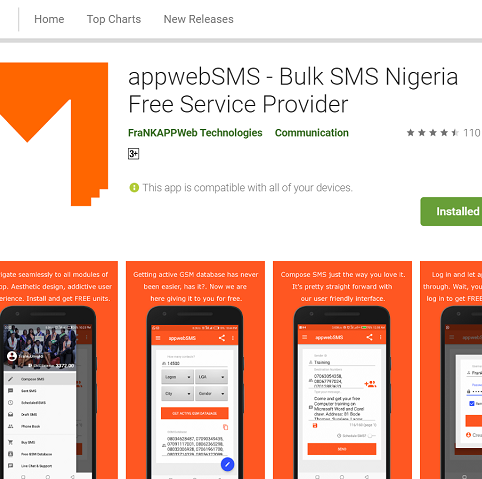 Home Top Charts New Releases
appwebSMS - Bulk SMS Nigeria
Free Service Provider
FraNKAPPWeb Technologies Communication 110
3+
This app is compatible with all of your devices.
Installed
igate seamlessly to all modules of
pp. Aesthetic design, addictive user
erience. Install and get FREE units.
Compose SMS
Sent SMS
Scheduled SMS
Draft SMS
Phone Book
Buy SMS
Free GSM Database
Live Chat & Support
Getting active GSM database has never
been easier, has it?. Now we are
here giving it to you for free.
appwebSMS
14500
Lagos LGA
City Gender
GET ACTIVE GSM DATABASE
Compose SMS just the way you love it.
It's pretty straight forward with
our user friendly interface.
appwebSMS
Training
07063054358,
08067797024,
Come and get your free
Computer training on
Microsoft Word and Corel
SEND
Log in and let a
through. Wait, you
log in to get FREE